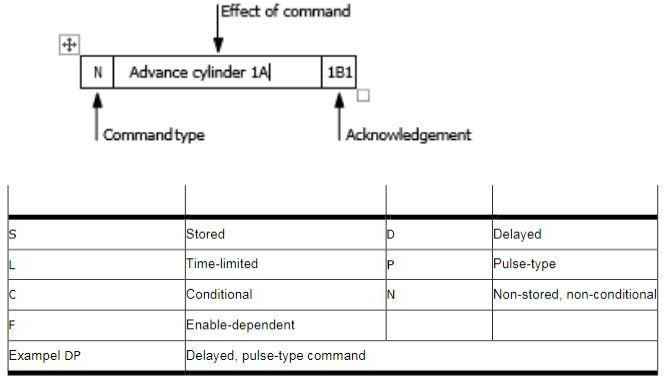 Effect of command
N Advance cylinder 1A 1B1
Command type Acknowledgement
S Stored D Delayed
L Time-limited P Pulse-type
C Conditional N Non-stored, non-conditional
F Enable-dependent
Exampel DP Delayed, pulse-type command